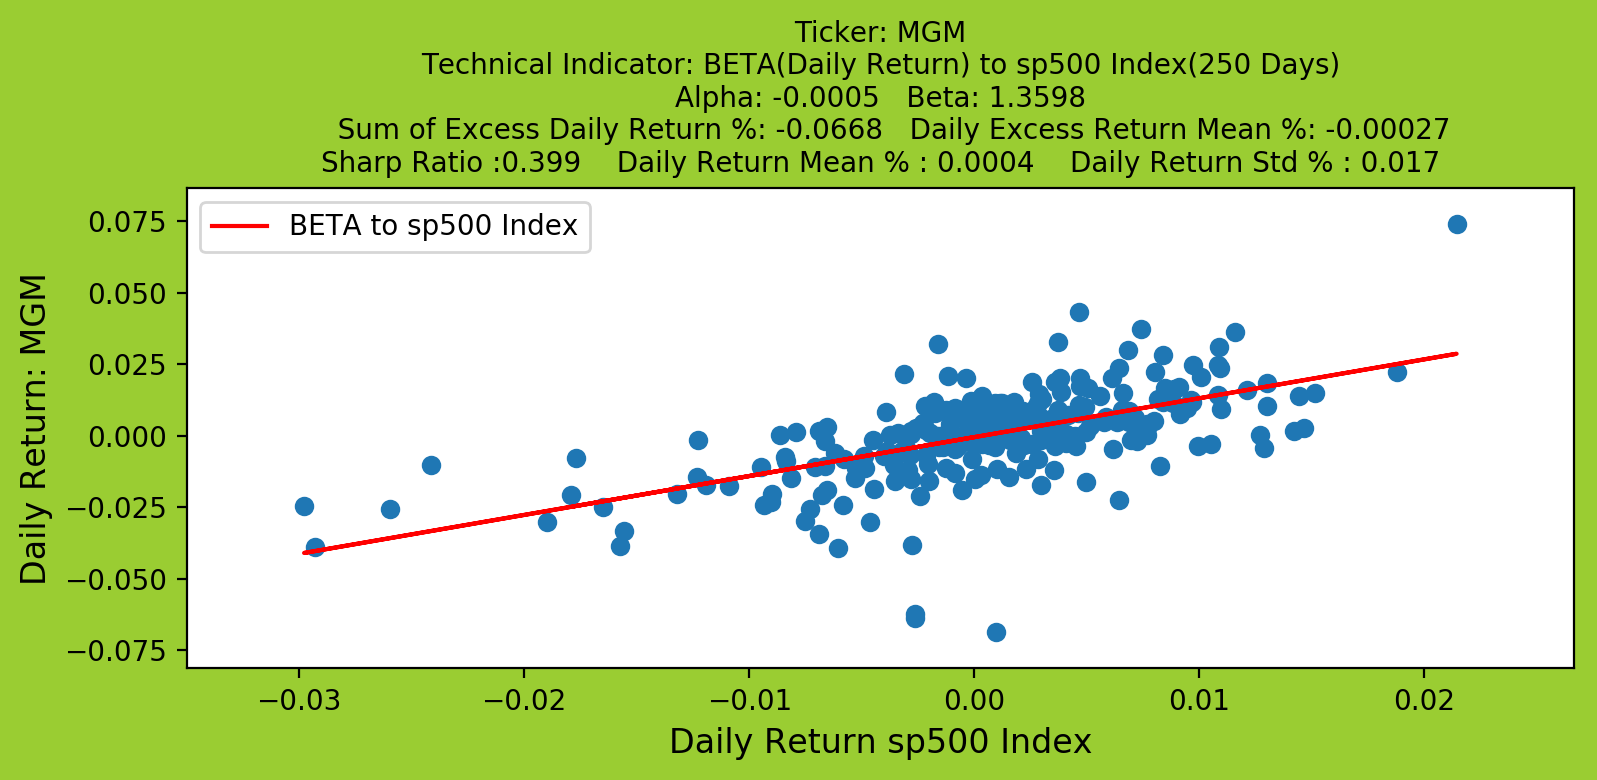 Ticker: MGM
Technical Indicator: BETA(Daily Return) to sp500 Index(250 Days)
Alpha: -0.0005   Beta: 1.3598
Sum of Excess Daily Return %: -0.0668   Daily Excess Return Mean %: -0.00027
Sharp Ratio :0.399    Daily Return Mean % : 0.0004    Daily Return Std % : 0.017
BETA to sp500 Index
Daily Return: MGM
0.075
0.050
0.025
0.000
−0.025
−0.050
−0.075
−0.03 −0.02 −0.01 0.00 0.01 0.02
Daily Return sp500 Index